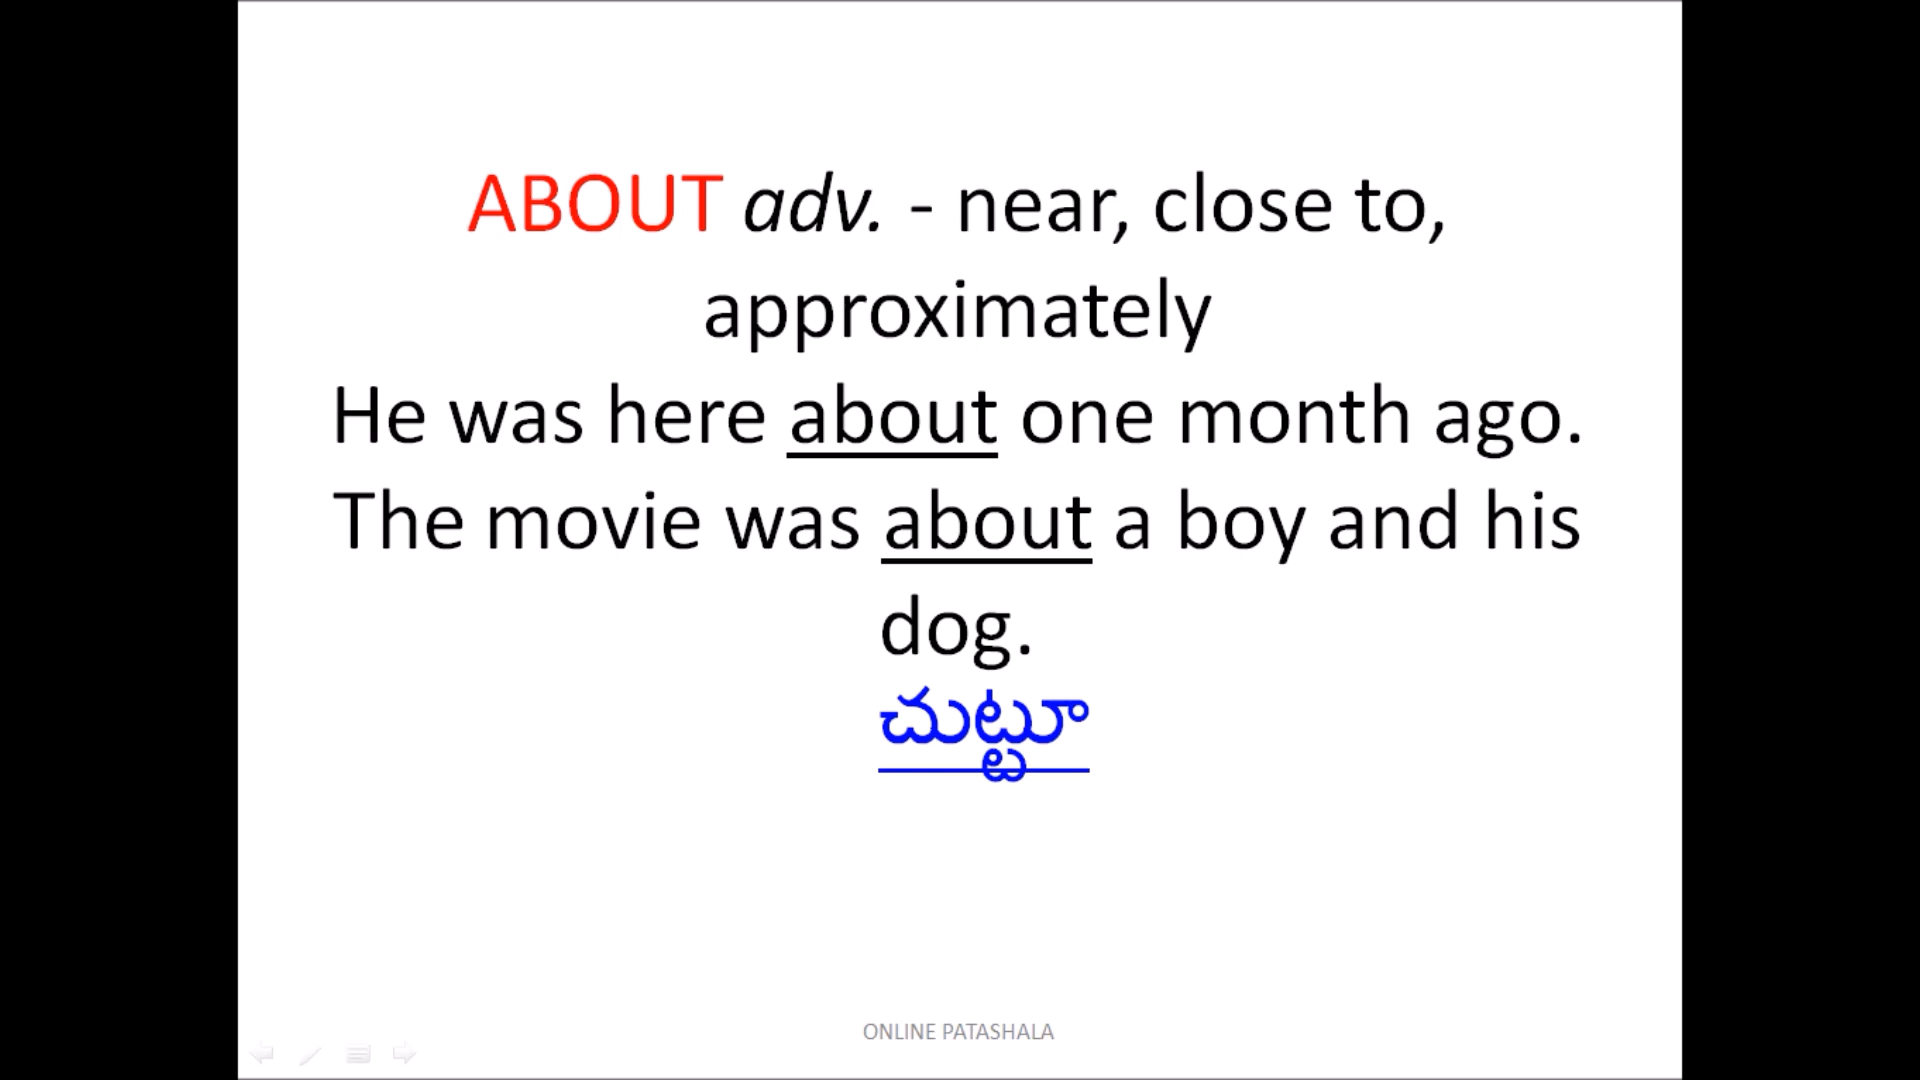 ABOUT adv. - near, close to,
approximately
He was here about one month ago.
The movie was about a boy and his
dog.
చుట్టూ
ONLINE PATASHALA